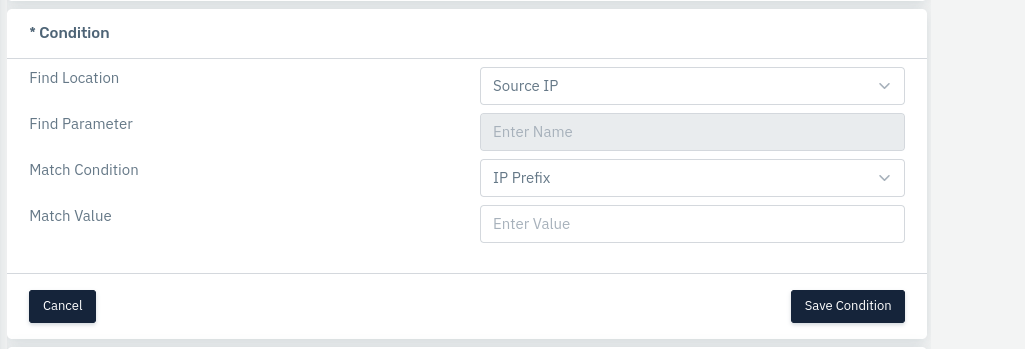 * Condition
Find Location
Source IP
Find Parameter
Enter Name
Match Condition
IP Prefix
Match Value
Enter Value
Cancel
Save Condition